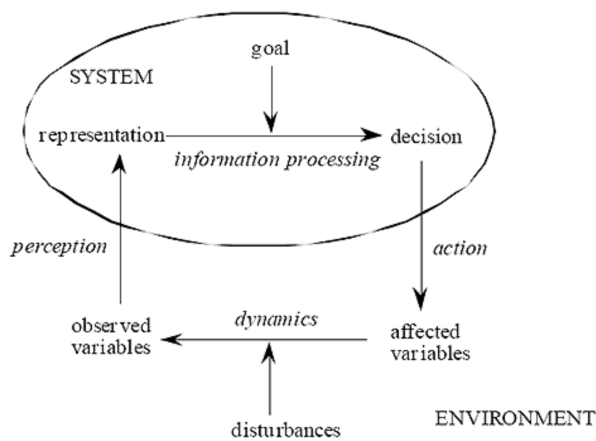 goal
SYSTEM
representation
decision
information processing
perception
action
observed
variables
dynamics
affected
variables
disturbances
ENVIRONMENT